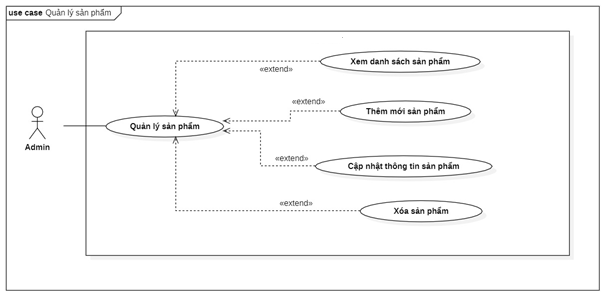 use case Quản lý sản phẩm
Xem danh sách sản phẩm
«extend»
Thêm mới sản phẩm
«extend»
Quản lý sản phẩm
Admin
«extend»
Cập nhật thông tin sản phẩm
«extend»
Xóa sản phẩm